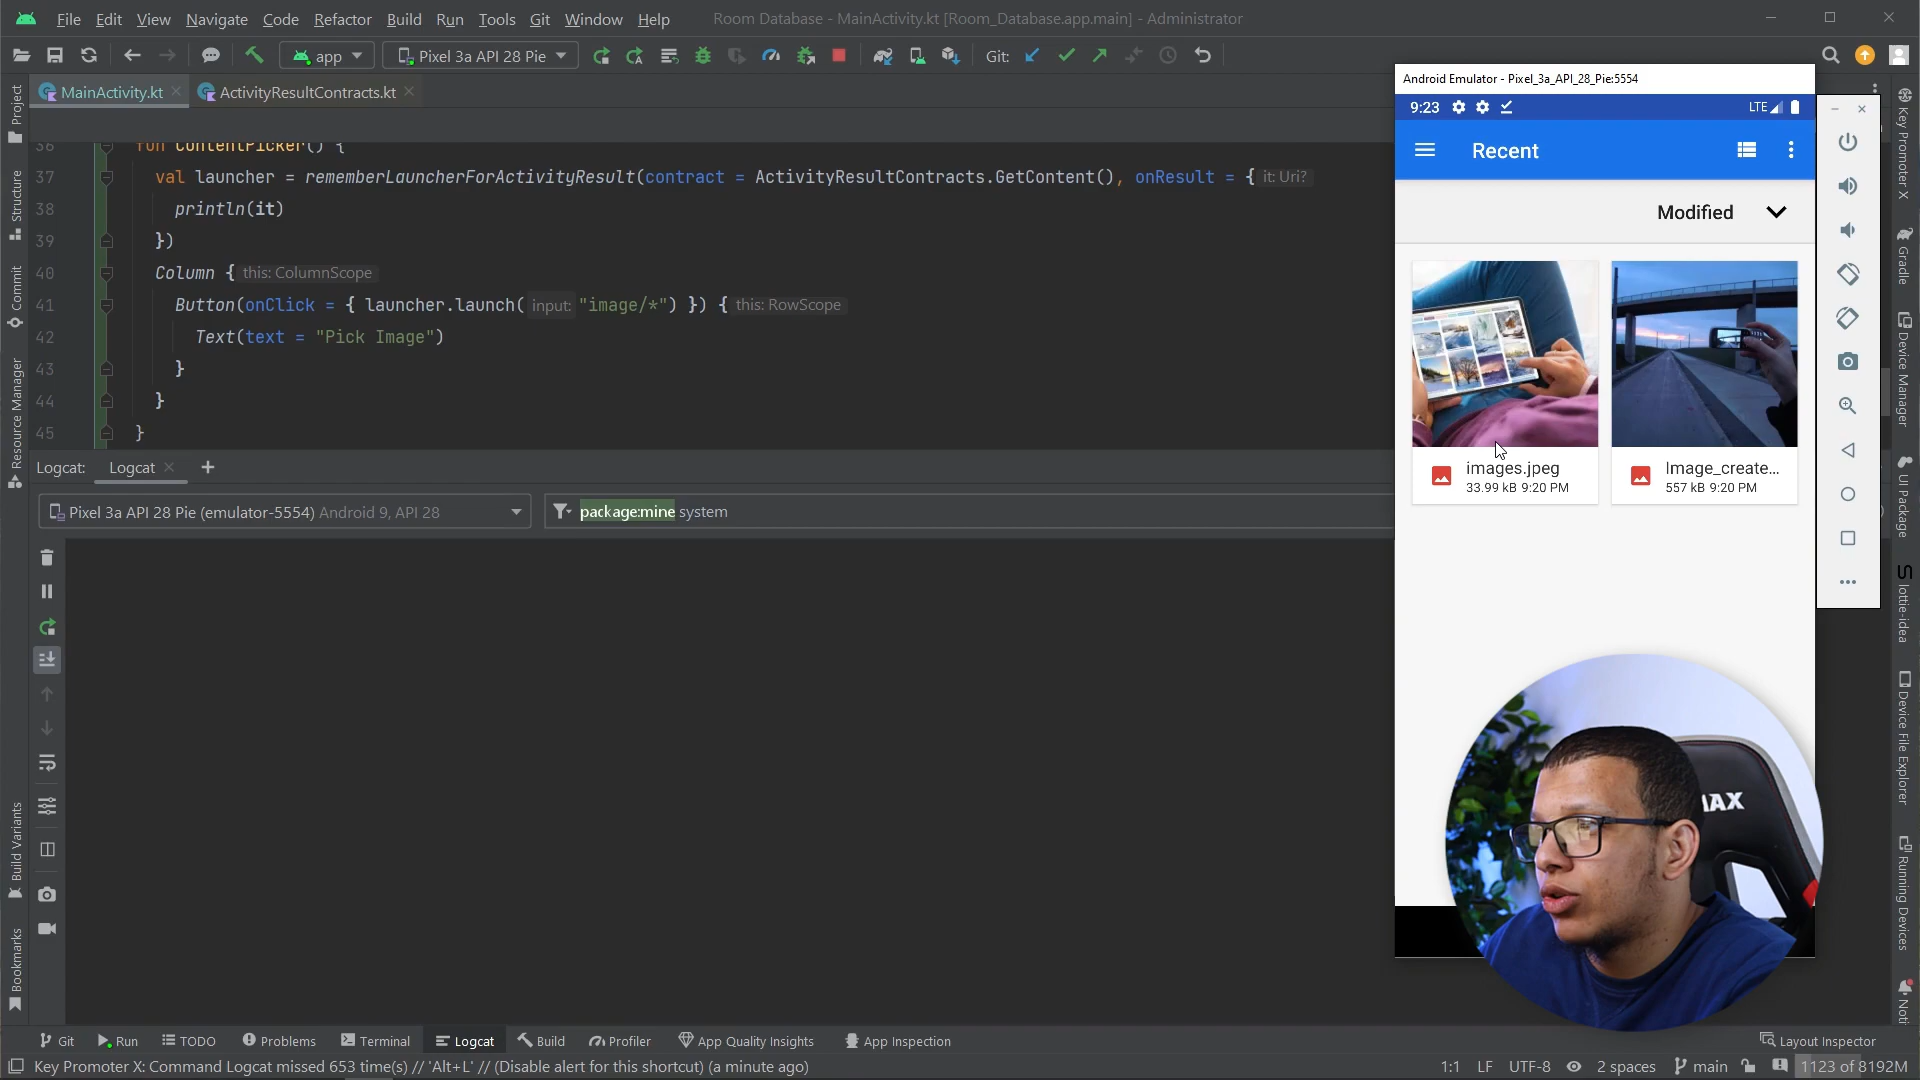 File Edit View Navigate Code Refactor Build Run Tools Git Window Help Room Database - MainActivity.kt [Room_Database.app.main] - Administrator
app Pixel 3a API 28 Pie Git:
MainActivity.kt ActivityResultContracts.kt
36 fun ContentPicker() {
37 val launcher = rememberLauncherForActivityResult(contract = ActivityResultContracts.GetContent(), onResult = { it: Uri?
38 println(it)
39 })
40 Column { this: ColumnScope
41 Button(onClick = { launcher.launch( input: "image/*") }) { this: RowScope
42 Text(text = "Pick Image")
43 }
44 }
45 }
Logcat: Logcat
Pixel 3a API 28 Pie (emulator-5554) Android 9, API 28 package:mine system
Android Emulator - Pixel_3a_API_28_Pie:5554
9:23 LTE
Recent
Modified
images.jpeg
33.99 kB 9:20 PM
Image_create...
557 kB 9:20 PM
Project
Structure
Commit
Resource Manager
Build Variants
Bookmarks
Key Promoter X
Gradle
Device Manager
UI Package
lottie-idea
Device File Explorer
Running Devices
Noti
Git Run TODO Problems Terminal Logcat Build Profiler App Quality Insights App Inspection Layout Inspector
Key Promoter X: Command Logcat missed 653 time(s) // 'Alt+L' // (Disable alert for this shortcut) (a minute ago) 1:1 LF UTF-8 2 spaces main 1123 of 8192M